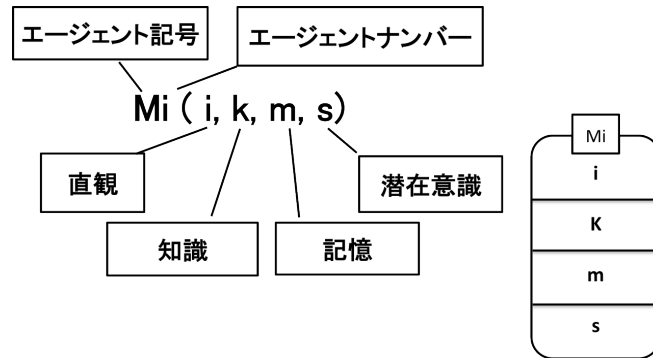 エージェント記号
エージェントナンバー
Mi ( i, k, m, s)
直観
潜在意識
知識
記憶
Mi
i
K
m
s